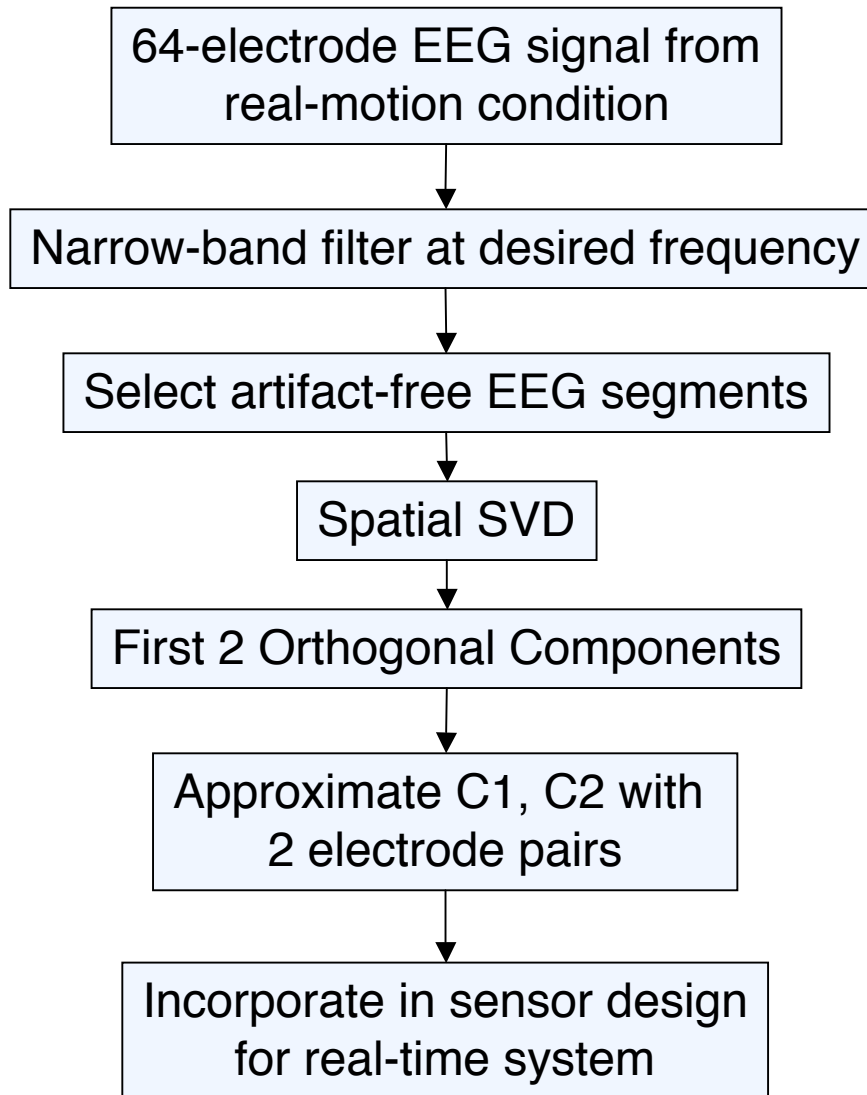 64-electrode EEG signal from
real-motion condition
Narrow-band filter at desired frequency
Select artifact-free EEG segments
Spatial SVD
First 2 Orthogonal Components
Approximate C1, C2 with
2 electrode pairs
Incorporate in sensor design
for real-time system